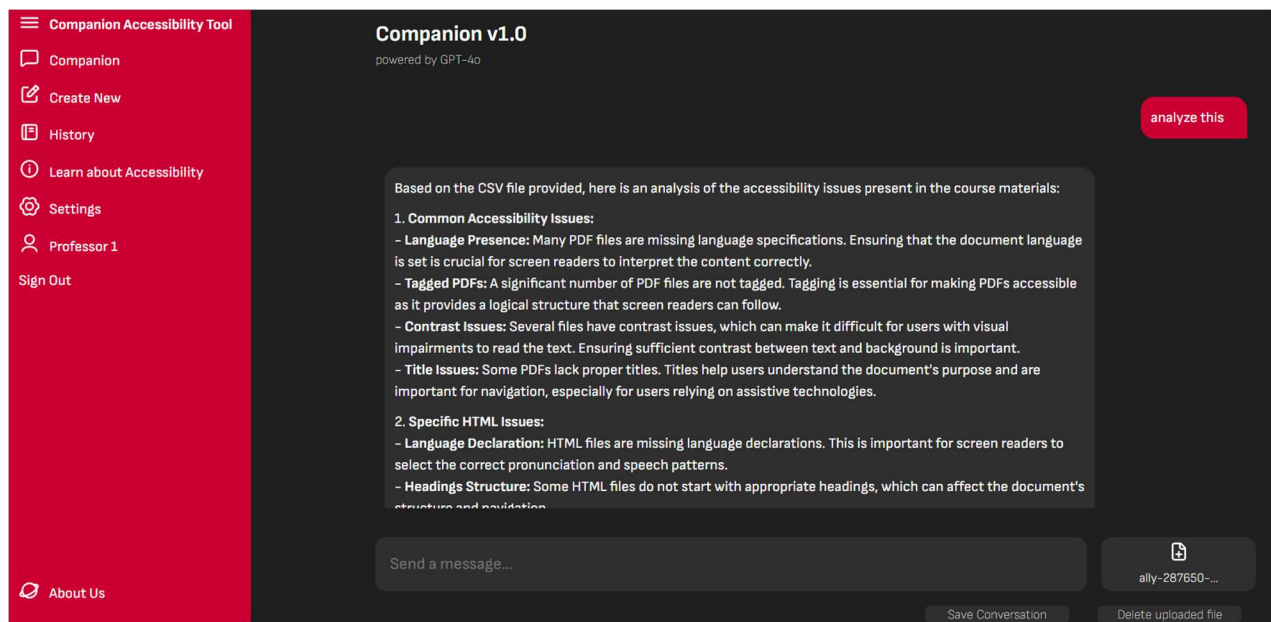 Companion Accessibility Tool
Companion
Create New
History
Learn about Accessibility
Settings
Professor 1
Sign Out
About Us
Companion v1.0
powered by GPT-4o
analyze this
Based on the CSV file provided, here is an analysis of the accessibility issues present in the course materials:
1. Common Accessibility Issues:
- Language Presence: Many PDF files are missing language specifications. Ensuring that the document language
is set is crucial for screen readers to interpret the content correctly.
- Tagged PDFs: A significant number of PDF files are not tagged. Tagging is essential for making PDFs accessible
as it provides a logical structure that screen readers can follow.
- Contrast Issues: Several files have contrast issues, which can make it difficult for users with visual
impairments to read the text. Ensuring sufficient contrast between text and background is important.
- Title Issues: Some PDFs lack proper titles. Titles help users understand the document's purpose and are
important for navigation, especially for users relying on assistive technologies.
2. Specific HTML Issues:
- Language Declaration: HTML files are missing language declarations. This is important for screen readers to
select the correct pronunciation and speech patterns.
- Headings Structure: Some HTML files do not start with appropriate headings, which can affect the document's
structure and navigation
Send a message...
ally-287650-...
Save Conversation
Delete uploaded file